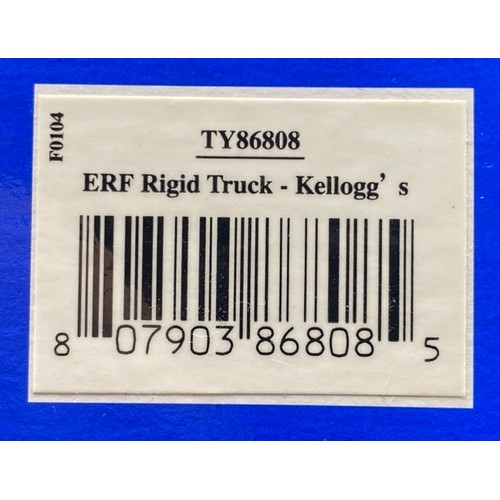 F0104
TY86808
ERF Rigid Truck - Kellogg's
8 07903 86808 5